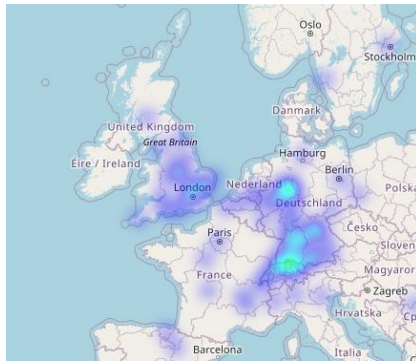 Oslo
Stockholm
Danmark
United Kingdom
Great Britain
Éire / Ireland
Hamburg
Berlin
Nederland
London
Polska
Deutschland
Paris
Česko
Slovens
Magyaror
France
Zagreb
Hrvatska
Italia
Barcelona